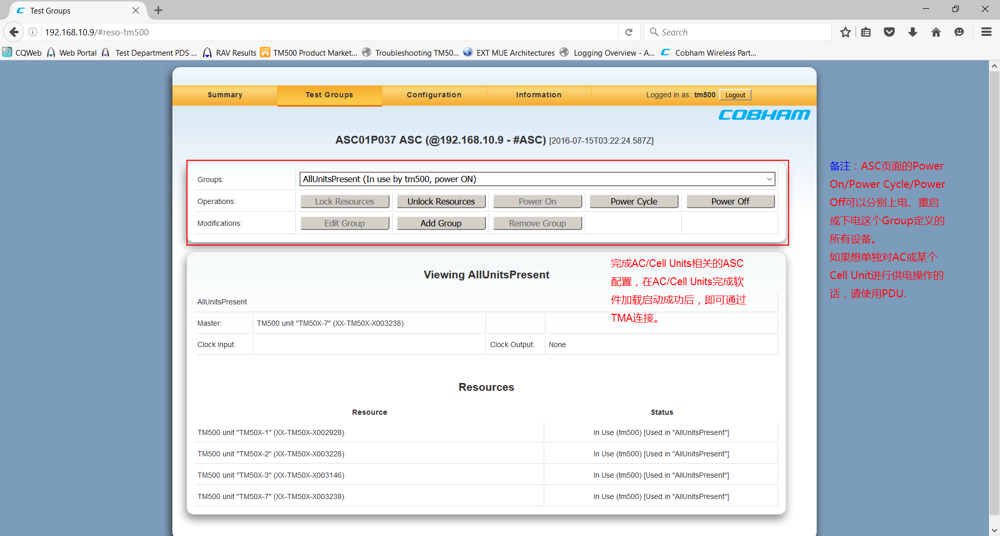 Test Groups
192.168.10.9/#reso-tm500
Search
CQWeb Web Portal Test Department PDS ... RAV Results TM500 Product Market... Troubleshooting TM50... EXT MUE Architectures Logging Overview - A... Cobham Wireless Part...
Summary Test Groups Configuration Information Logged in as: tm500 Logout
COBHAM
ASC01P037 ASC (@192.168.10.9 - #ASC) [2016-07-15T03:22:24.587Z]
Groups: AllUnitsPresent (In use by tm500, power ON)
Operations: Lock Resources Unlock Resources Power On Power Cycle Power Off
Modifications: Edit Group Add Group Remove Group
备注：ASC页面的Power
On/Power Cycle/Power
Off可以分别上电、重启
或下电这个Group定义的
所有设备。
如果想单独对AC或某个
Cell Unit进行供电操作的
话，请使用PDU.
完成AC/Cell Units相关的ASC
配置，在AC/Cell Units完成软
件加载启动成功后，即可通过
TMA连接。
Viewing AllUnitsPresent
AllUnitsPresent
Master: TM500 unit "TM50X-7" (XX-TM50X-X003238)
Clock Input: Clock Output: None
Resources
Resource Status
TM500 unit "TM50X-1" (XX-TM50X-X002928) In Use (tm500) [Used in "AllUnitsPresent"]
TM500 unit "TM50X-2" (XX-TM50X-X003228) In Use (tm500) [Used in "AllUnitsPresent"]
TM500 unit "TM50X-3" (XX-TM50X-X003146) In Use (tm500) [Used in "AllUnitsPresent"]
TM500 unit "TM50X-7" (XX-TM50X-X003238) In Use (tm500) [Used in "AllUnitsPresent"]